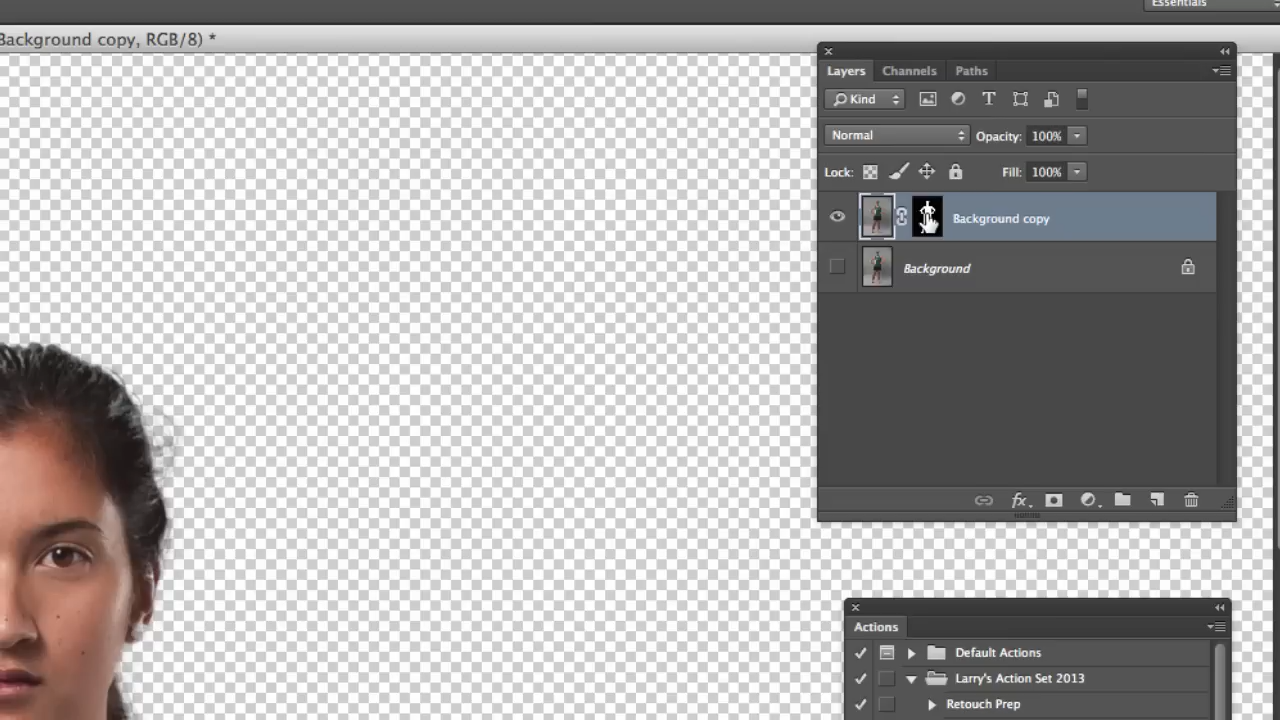 Essentials
Background copy, RGB/8) *
Layers Channels Paths
Kind T
Normal Opacity: 100%
Lock: Fill: 100%
Background copy
Background
fx
Actions
Default Actions
Larry's Action Set 2013
Retouch Prep